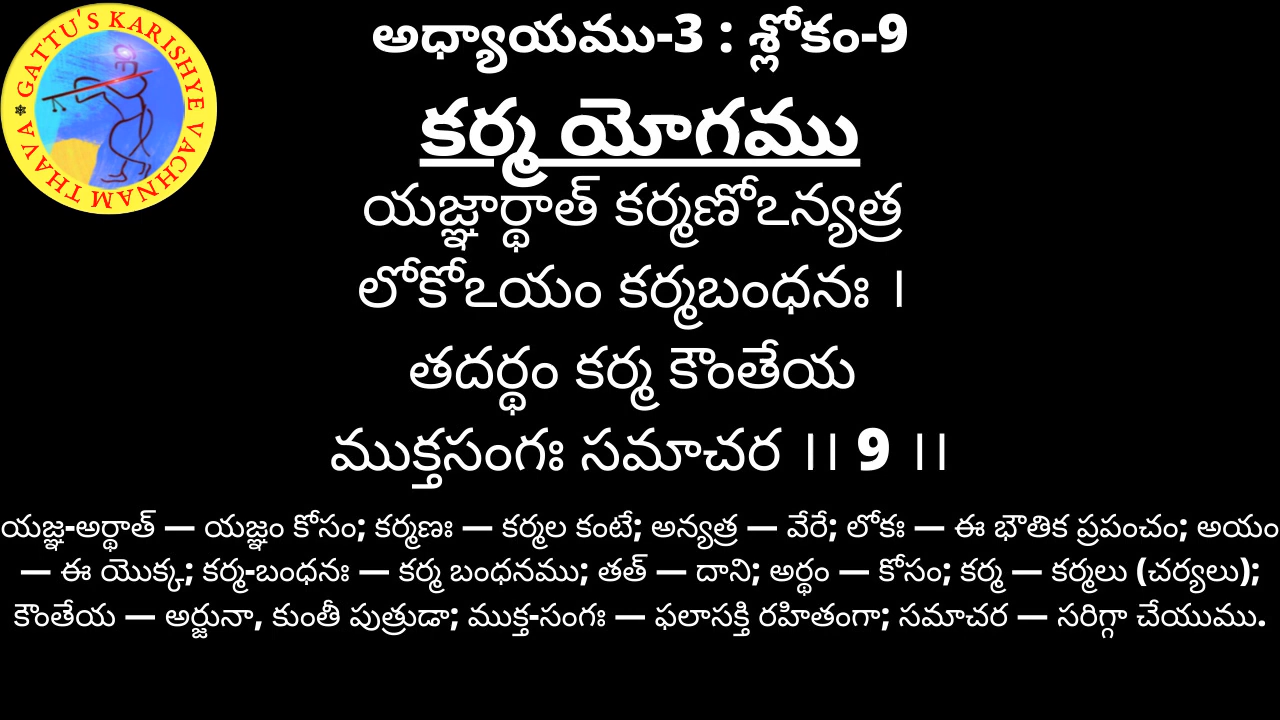 GATTU'S KARISHYE VACHNAM THAVA
అధ్యాయము-3 : శ్లోకం-9
కర్మ యోగము
యజ్ఞార్థాత్ కర్మణోఽన్యత్ర
లోకోఽయం కర్మబంధనః ।
తదర్థం కర్మ కౌంతేయ
ముక్తసంగః సమాచర ।। 9 ।।
యజ్ఞ-అర్థాత్ — యజ్ఞం కోసం; కర్మణః — కర్మల కంటే; అన్యత్ర — వేరే; లోకః — ఈ భౌతిక ప్రపంచం; అయం
— ఈ యొక్క; కర్మ-బంధనః — కర్మ బంధనము; తత్ — దాని; అర్థం — కోసం; కర్మ — కర్మలు (చర్యలు);
కౌంతేయ — అర్జునా, కుంతీ పుత్రుడా; ముక్త-సంగః — ఫలాసక్తి రహితంగా; సమాచర — సరిగ్గా చేయుము.